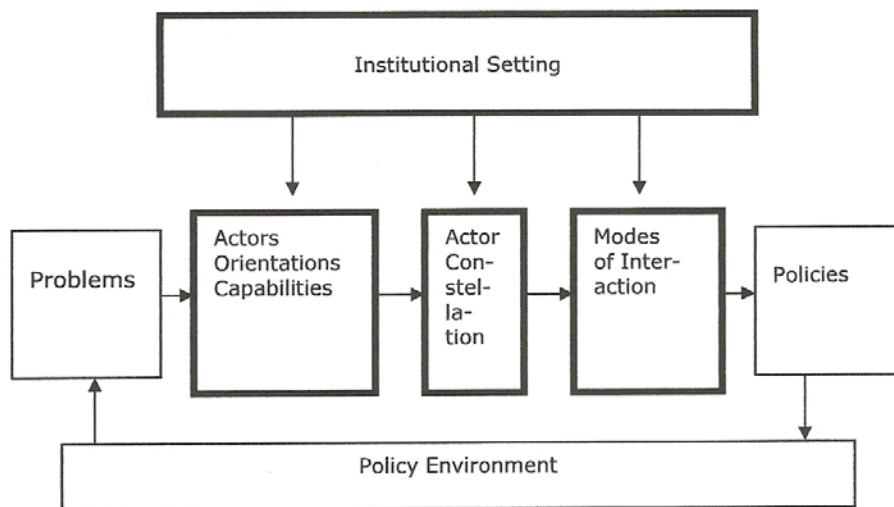 Institutional Setting
Problems
Actors
Orientations
Capabilities
Actor
Con-
stel-
la-
tion
Modes
of Inter-
action
Policies
Policy Environment